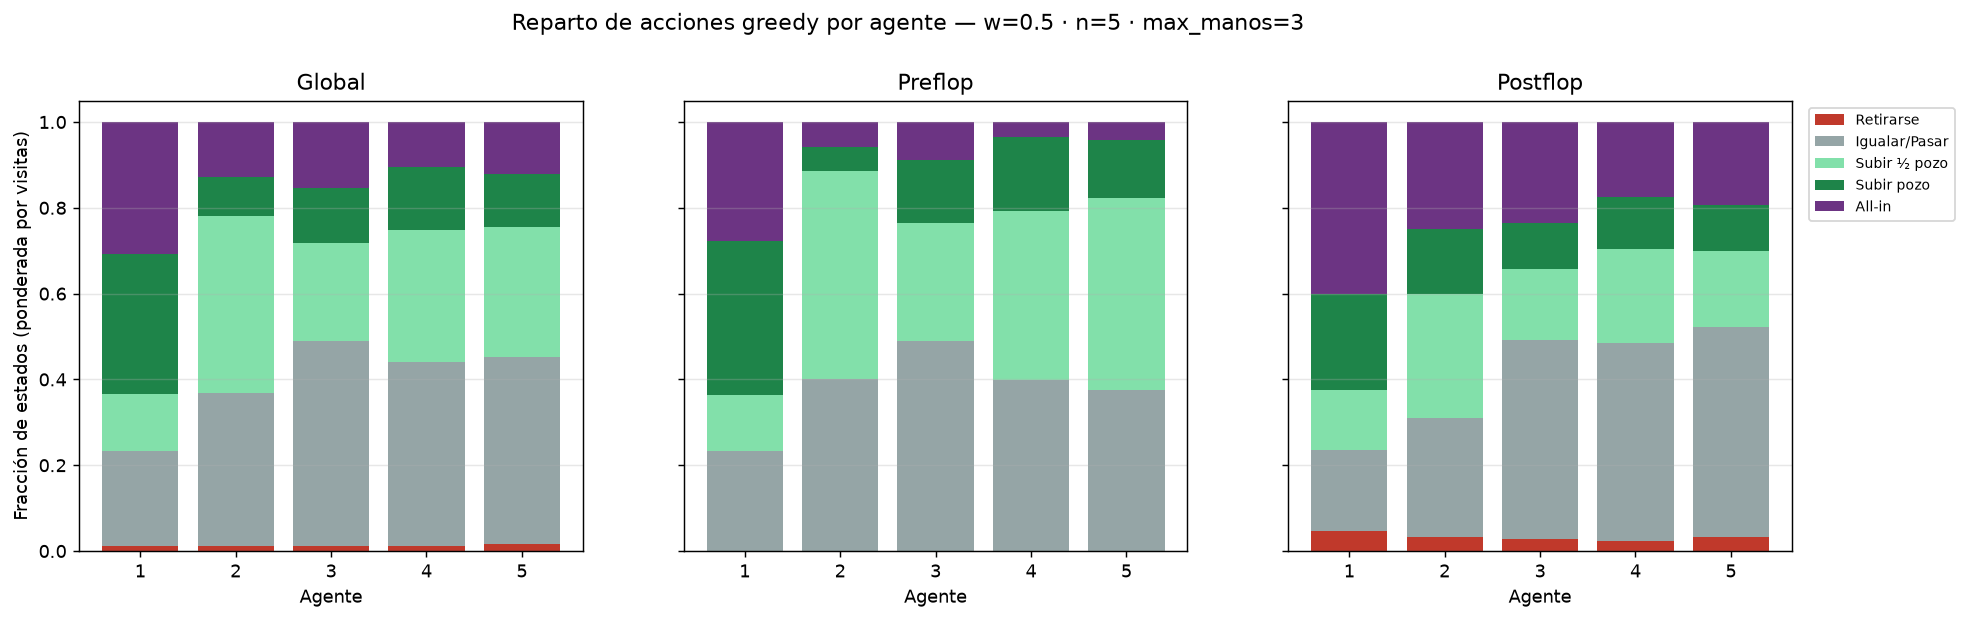 Reparto de acciones greedy por agente — w=0.5 · n=5 · max_manos=3
Global
Preflop
Postflop
Fracción de estados (ponderada por visitas)
1.0
0.8
0.6
0.4
0.2
0.0
1 2 3 4 5
Agente
1 2 3 4 5
Agente
1 2 3 4 5
Agente
Retirarse
Igualar/Pasar
Subir ½ pozo
Subir pozo
All-in